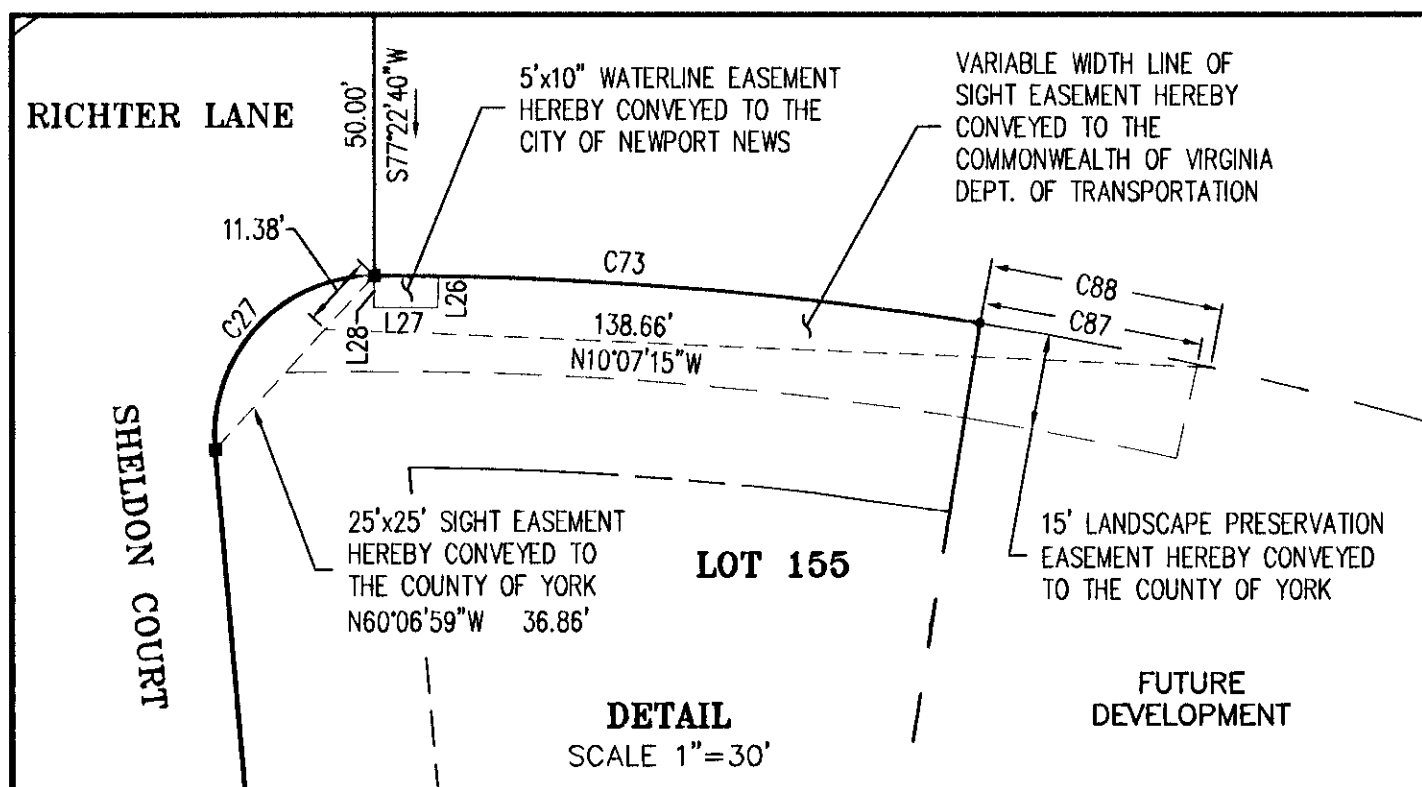 RICHTER LANE
50.00'
S77°22'40"W
5'x10" WATERLINE EASEMENT
HEREBY CONVEYED TO THE
CITY OF NEWPORT NEWS
VARIABLE WIDTH LINE OF
SIGHT EASEMENT HEREBY
CONVEYED TO THE
COMMONWEALTH OF VIRGINIA
DEPT. OF TRANSPORTATION
11.38'
C27
C73
C88
C87
L28
L27
L26
138.66'
N10°07'15"W
SHELDON COURT
25'x25' SIGHT EASEMENT
HEREBY CONVEYED TO
THE COUNTY OF YORK
N60°06'59"W 36.86'
LOT 155
15' LANDSCAPE PRESERVATION
EASEMENT HEREBY CONVEYED
TO THE COUNTY OF YORK
FUTURE
DEVELOPMENT
DETAIL
SCALE 1"=30'